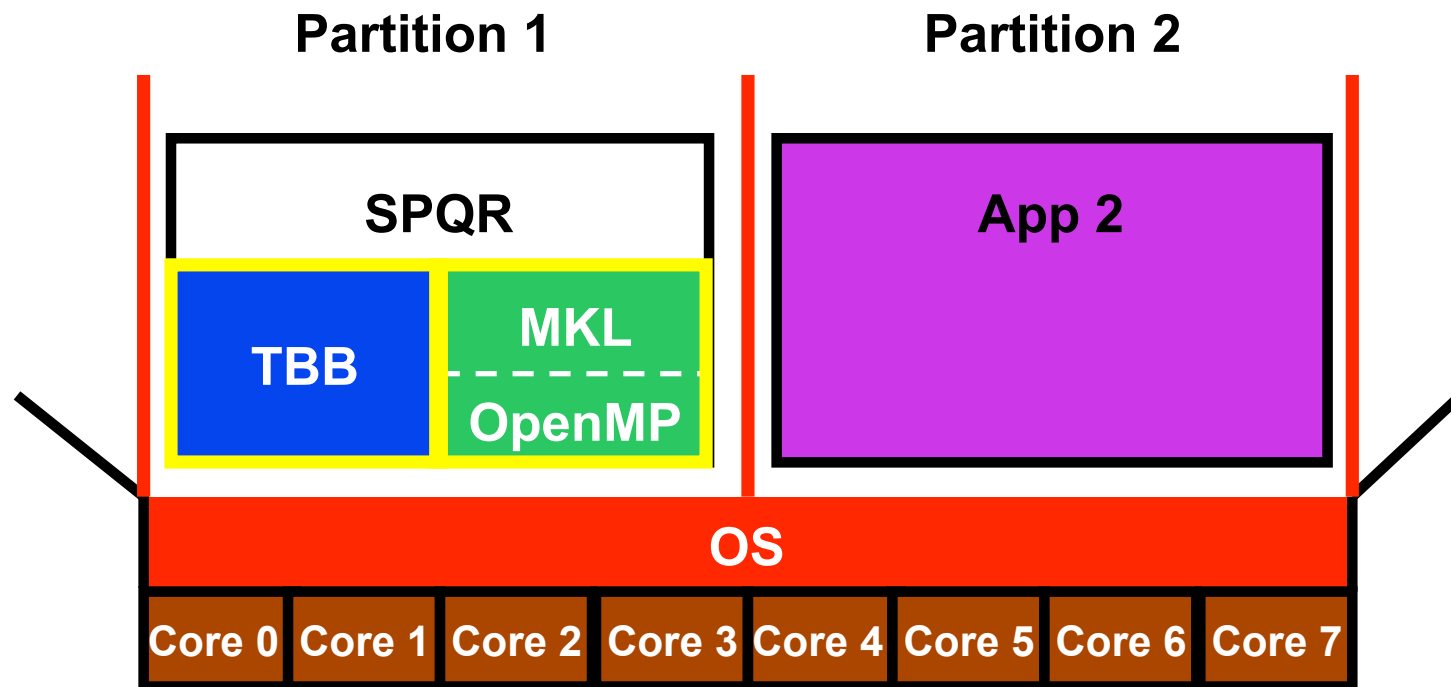 Partition 1
Partition 2
SPQR
App 2
TBB
MKL
OpenMP
OS
Core 0
Core 1
Core 2
Core 3
Core 4
Core 5
Core 6
Core 7